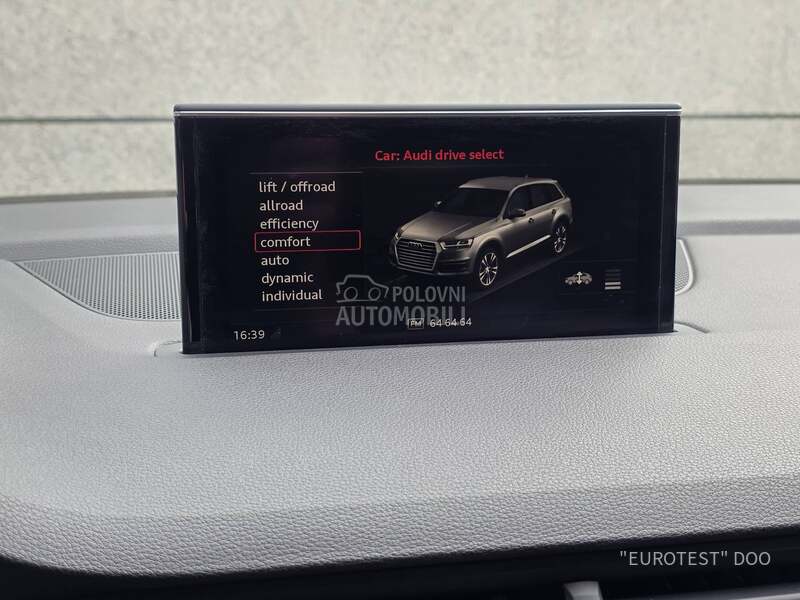 Car: Audi drive select
lift / offroad
allroad
efficiency
comfort
auto
dynamic
individual
POLOVNI
AUTOMOBILI
16:39
FM 64 64 64
"EUROTEST" DOO